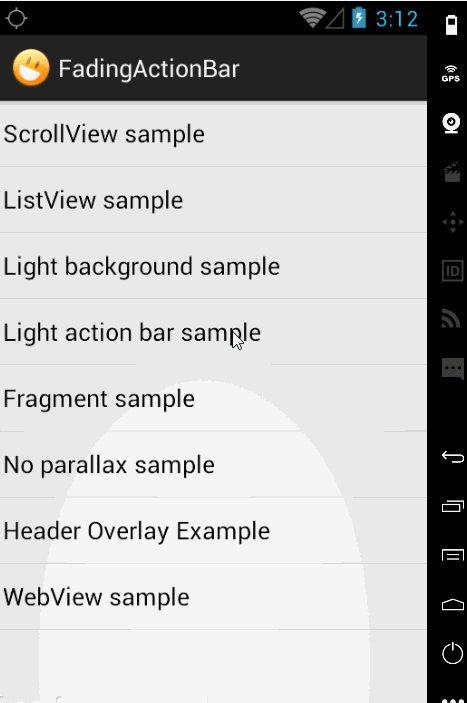 3:12
FadingActionBar
GPS
ScrollView sample
ListView sample
Light background sample
Light action bar sample
ID
Fragment sample
No parallax sample
Header Overlay Example
WebView sample